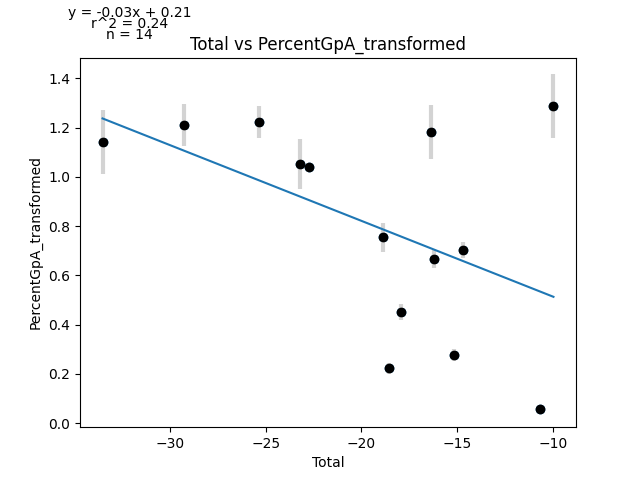 y = -0.03x + 0.21
r^2 = 0.24
n = 14
Total vs PercentGpA_transformed
PercentGpA_transformed
1.4
1.2
1.0
0.8
0.6
0.4
0.2
0.0
−30
−25
−20
−15
−10
Total